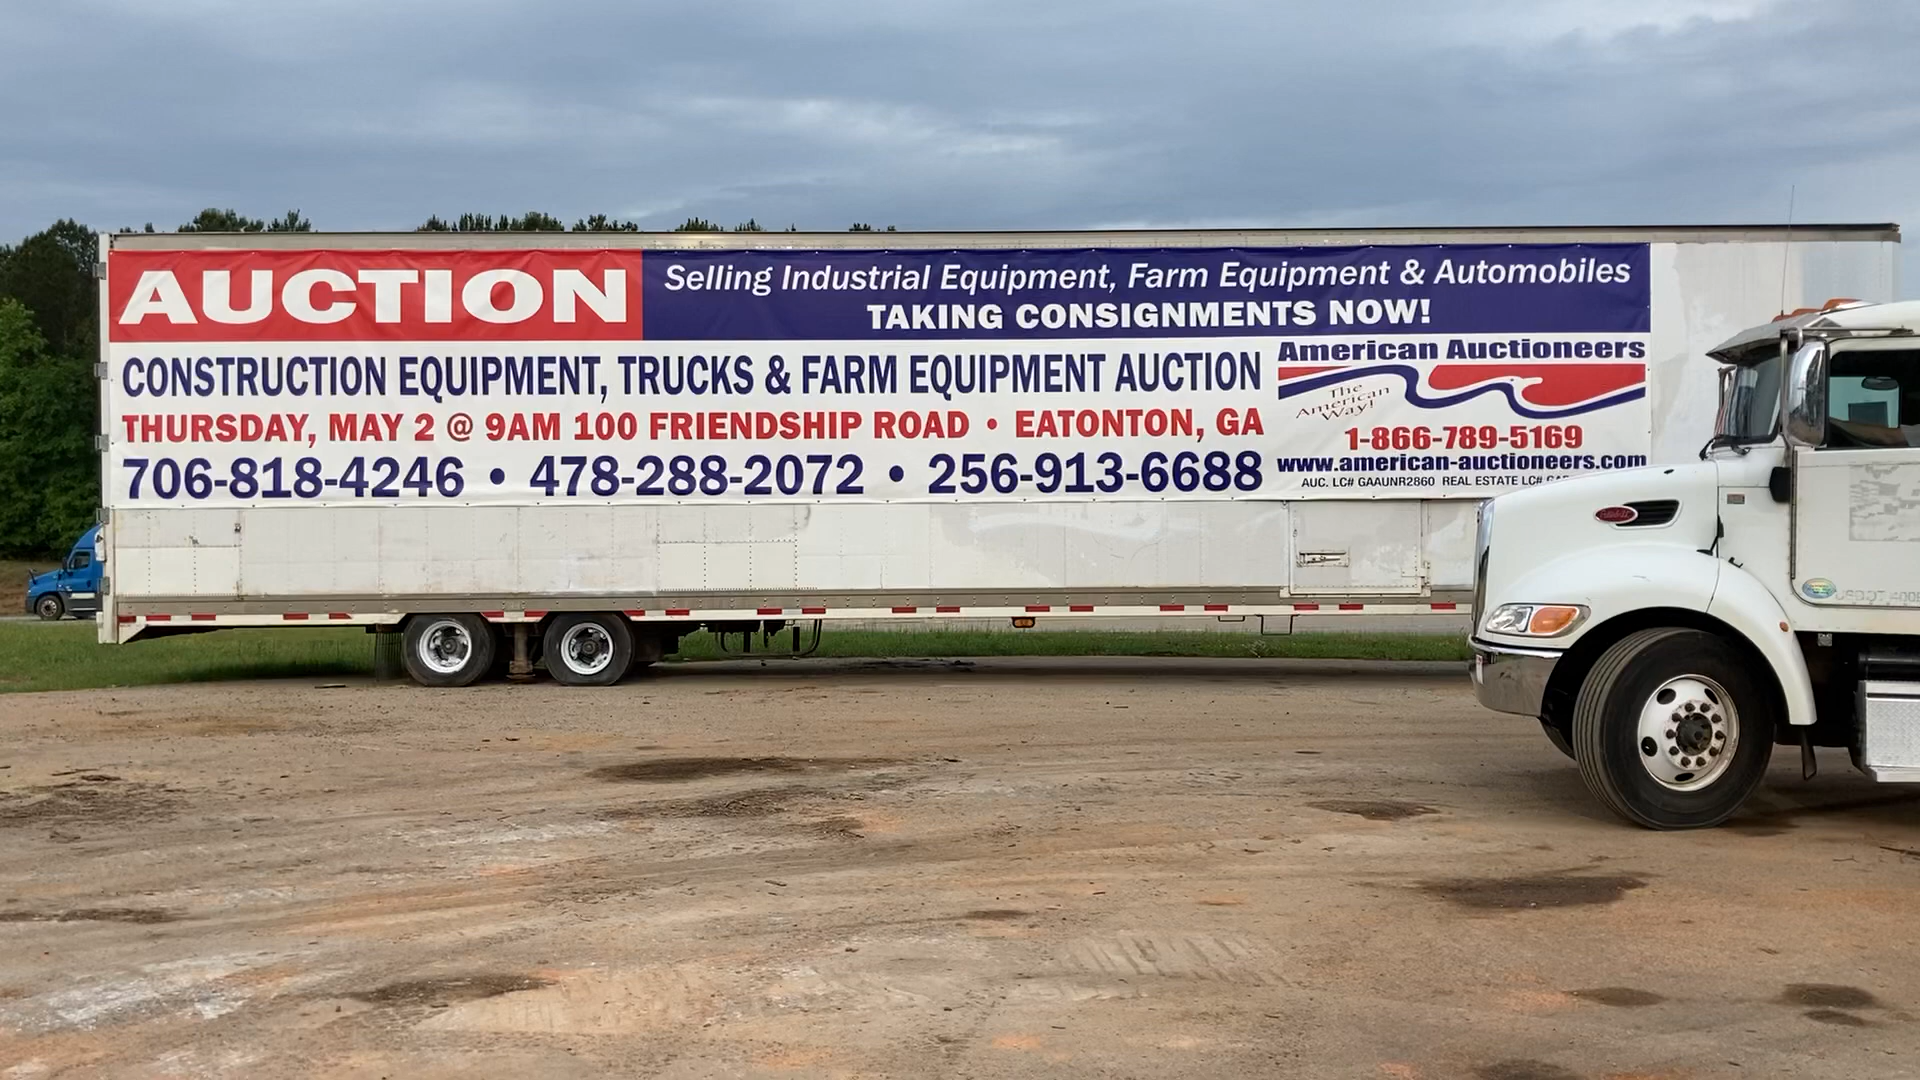 AUCTION
Selling Industrial Equipment, Farm Equipment & Automobiles
TAKING CONSIGNMENTS NOW!
CONSTRUCTION EQUIPMENT, TRUCKS & FARM EQUIPMENT AUCTION
THURSDAY, MAY 2 @ 9AM 100 FRIENDSHIP ROAD • EATONTON, GA
706-818-4246 • 478-288-2072 • 256-913-6688
American Auctioneers
The
American
Way!
1-866-789-5169
www.american-auctioneers.com
AUC. LC# GAAUNR2860 REAL ESTATE LC#
Peterbilt